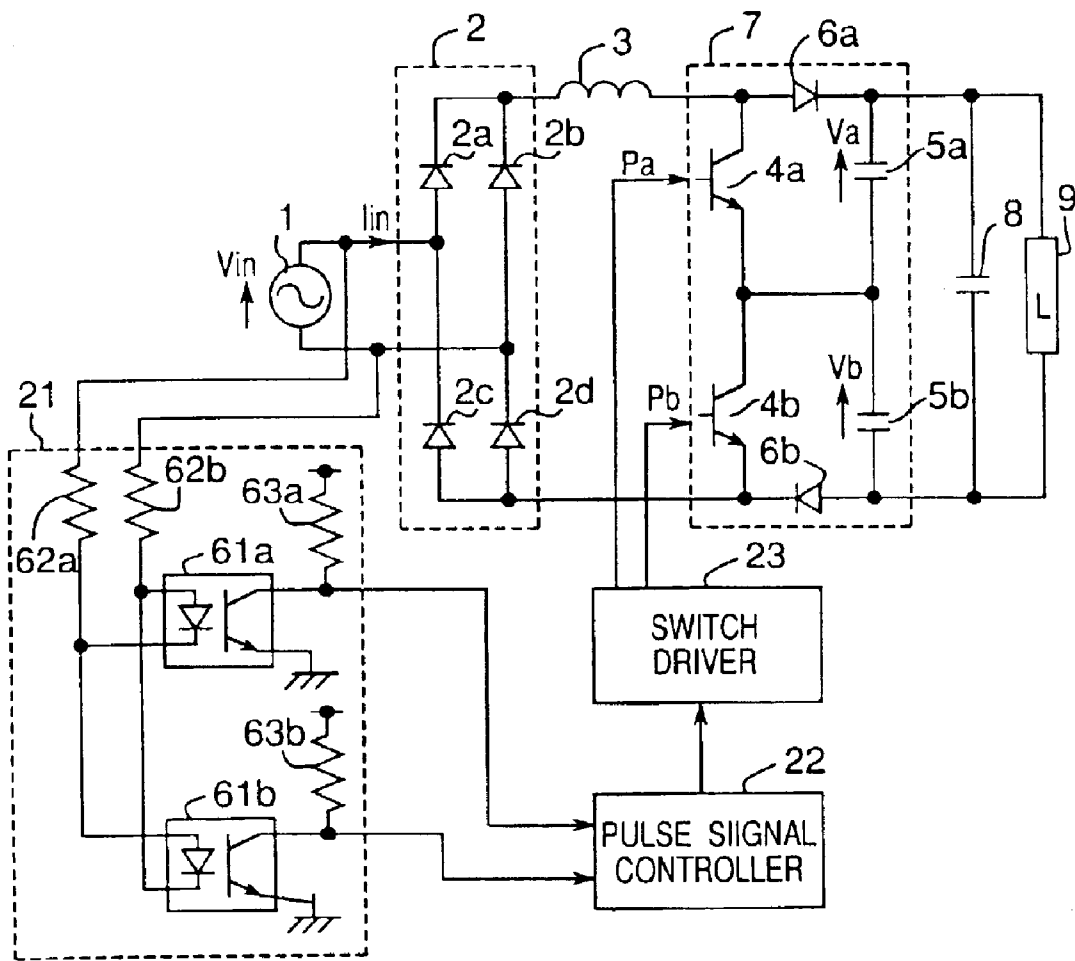 2
3
7
6a
2a
2b
Va
5a
Pa
4a
8
9
1
Iin
Vin
L
21
2c
2d
Vb
5b
Pb
4b
6b
62b
63a
62a
61a
23
SWITCH
DRIVER
63b
22
61b
PULSE SIIGNAL
CONTROLLER